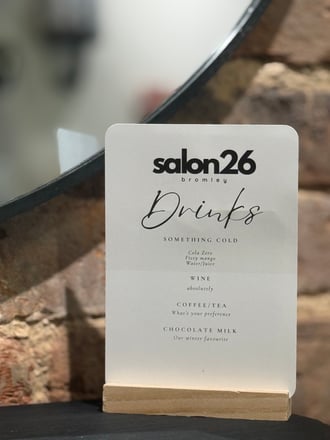 salon26
bromley
Drinks
SOMETHING COLD
Cola Zero
Fizzy mango
Water/Juice
WINE
absolutely
COFFEE/TEA
What's your preference
CHOCOLATE MILK
Our winter favourite